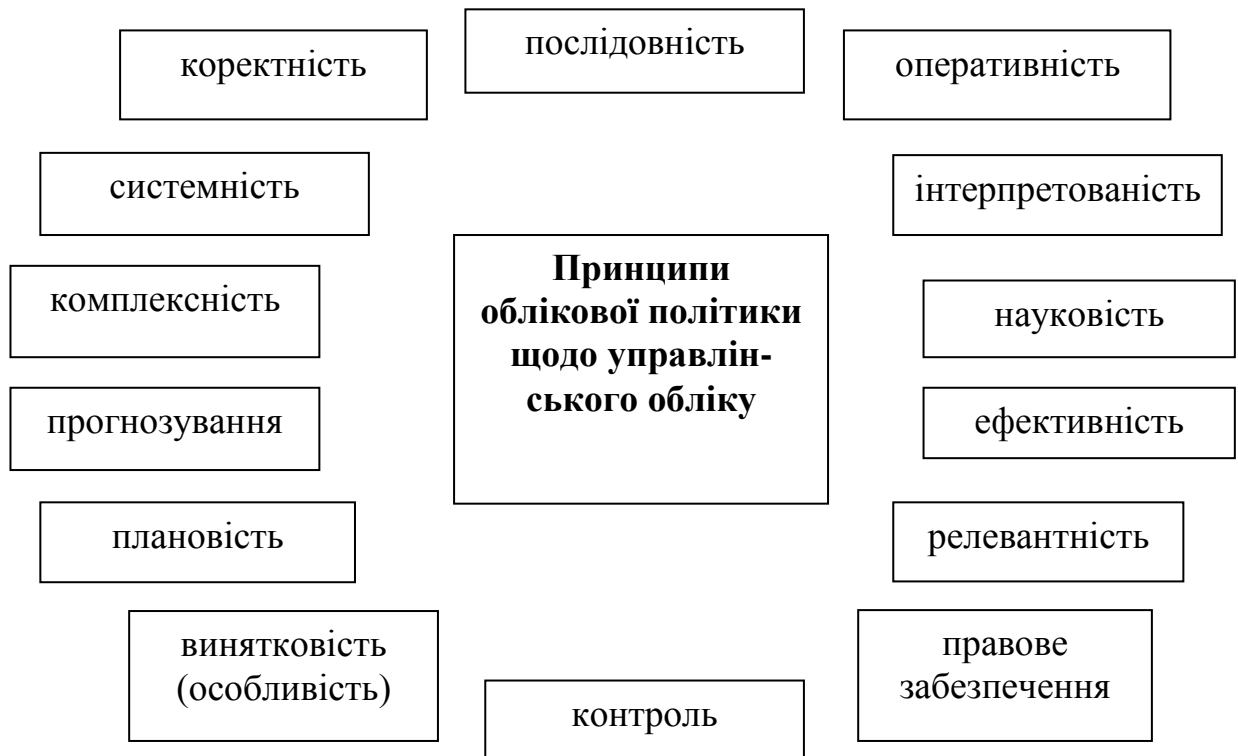 послідовність
коректність
оперативність
системність
інтерпретованість
Принципи
облікової політики
щодо управлін-
ського обліку
комплексність
науковість
прогнозування
ефективність
плановість
релевантність
винятковість
(особливість)
правове
забезпечення
контроль